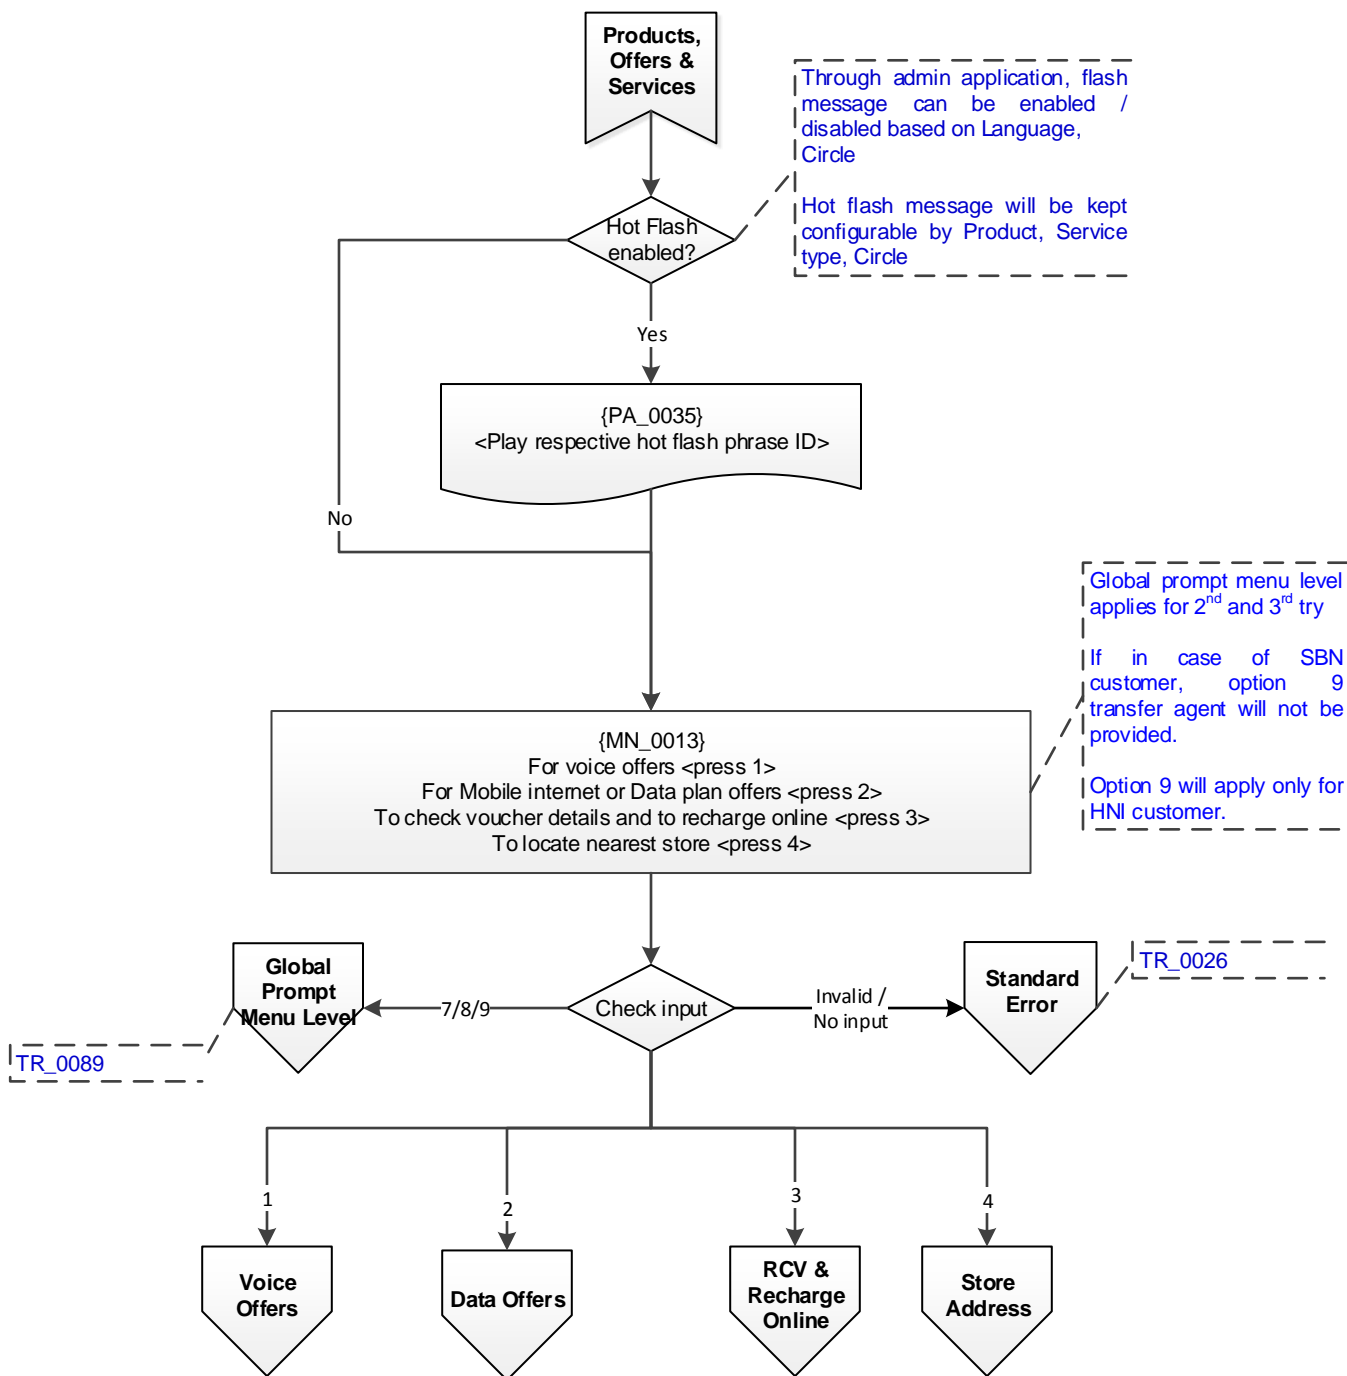 Products,
Offers &
Services
Through admin application, flash
message can be enabled /
disabled based on Language,
Circle
Hot flash message will be kept
configurable by Product, Service
type, Circle
Hot Flash
enabled?
Yes
{PA_0035}
<Play respective hot flash phrase ID>
No
Global prompt menu level
applies for 2nd and 3rd try
If in case of SBN
customer, option 9
transfer agent will not be
provided.
Option 9 will apply only for
HNI customer.
{MN_0013}
For voice offers <press 1>
For Mobile internet or Data plan offers <press 2>
To check voucher details and to recharge online <press 3>
To locate nearest store <press 4>
Global
Prompt
Menu Level
7/8/9
Check input
Invalid /
No input
Standard
Error
TR_0026
TR_0089
1
2
3
4
Voice
Offers
Data Offers
RCV &
Recharge
Online
Store
Address